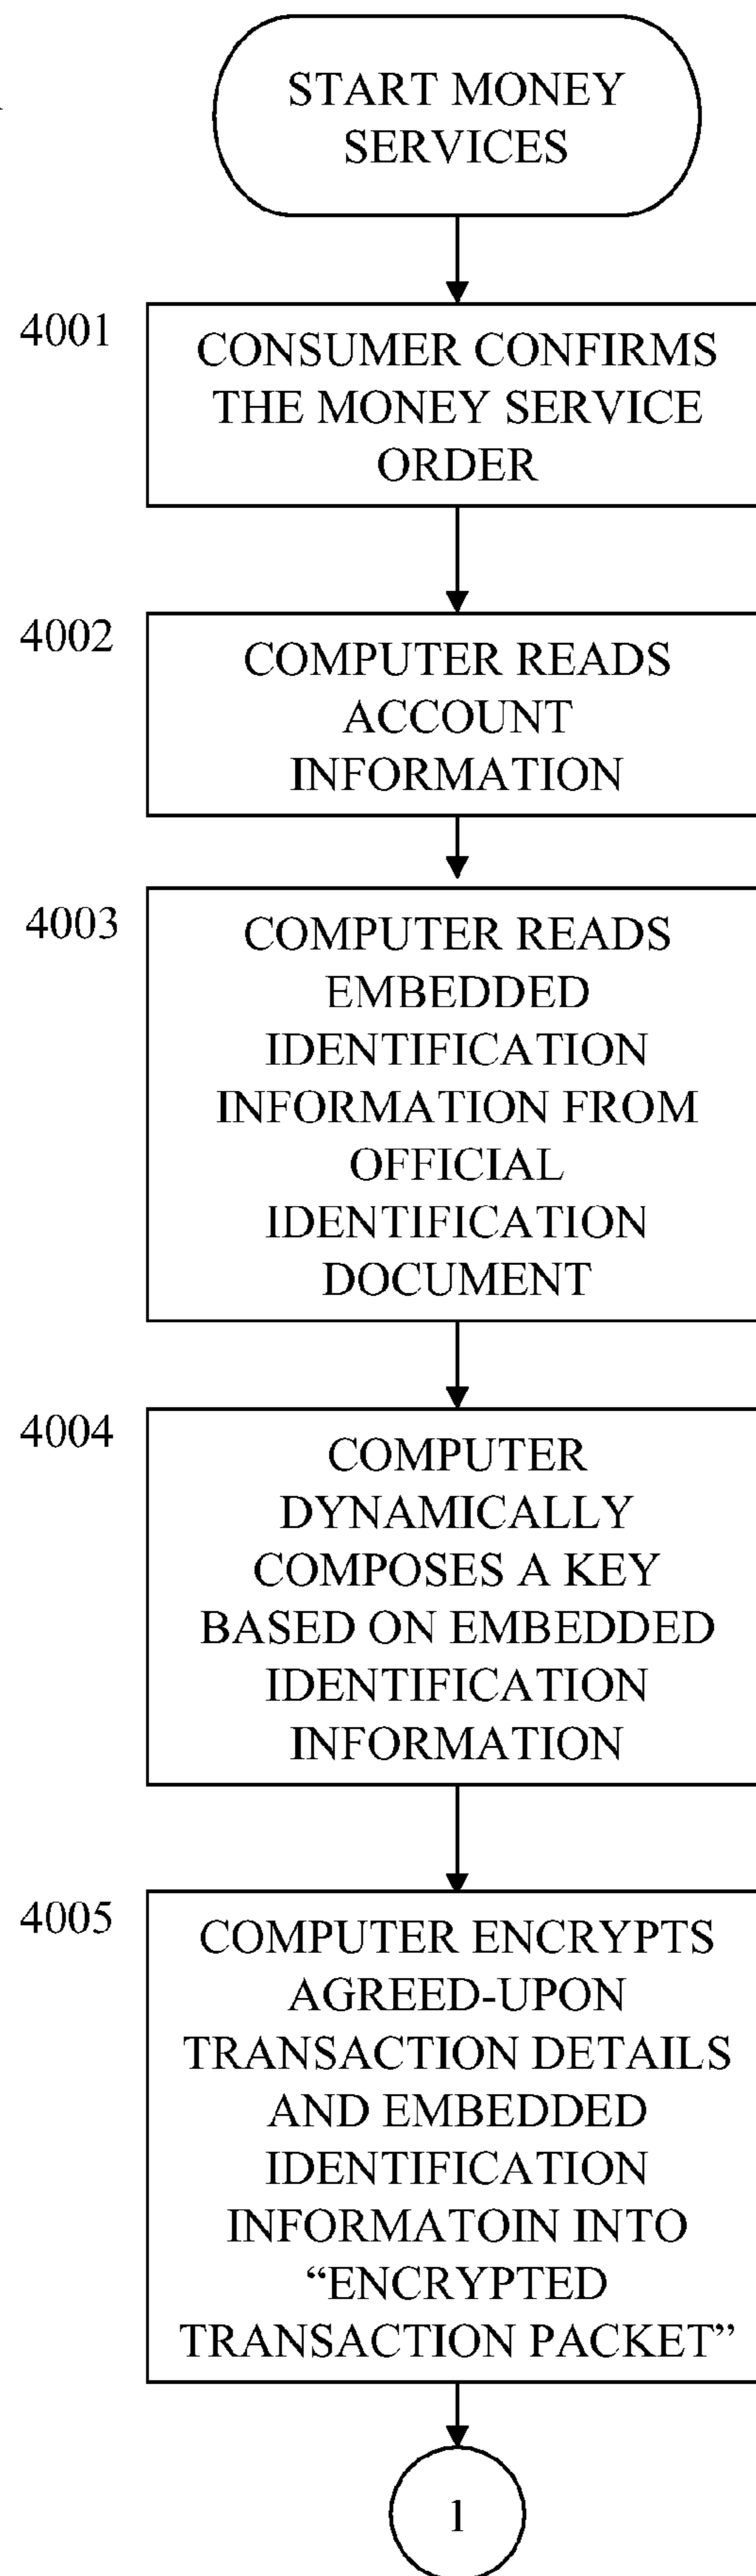 START MONEY
SERVICES
4001
CONSUMER CONFIRMS
THE MONEY SERVICE
ORDER
4002
COMPUTER READS
ACCOUNT
INFORMATION
4003
COMPUTER READS
EMBEDDED
IDENTIFICATION
INFORMATION FROM
OFFICIAL
IDENTIFICATION
DOCUMENT
4004
COMPUTER
DYNAMICALLY
COMPOSES A KEY
BASED ON EMBEDDED
IDENTIFICATION
INFORMATION
4005
COMPUTER ENCRYPTS
AGREED-UPON
TRANSACTION DETAILS
AND EMBEDDED
IDENTIFICATION
INFORMATOIN INTO
“ENCRYPTED
TRANSACTION PACKET”
1